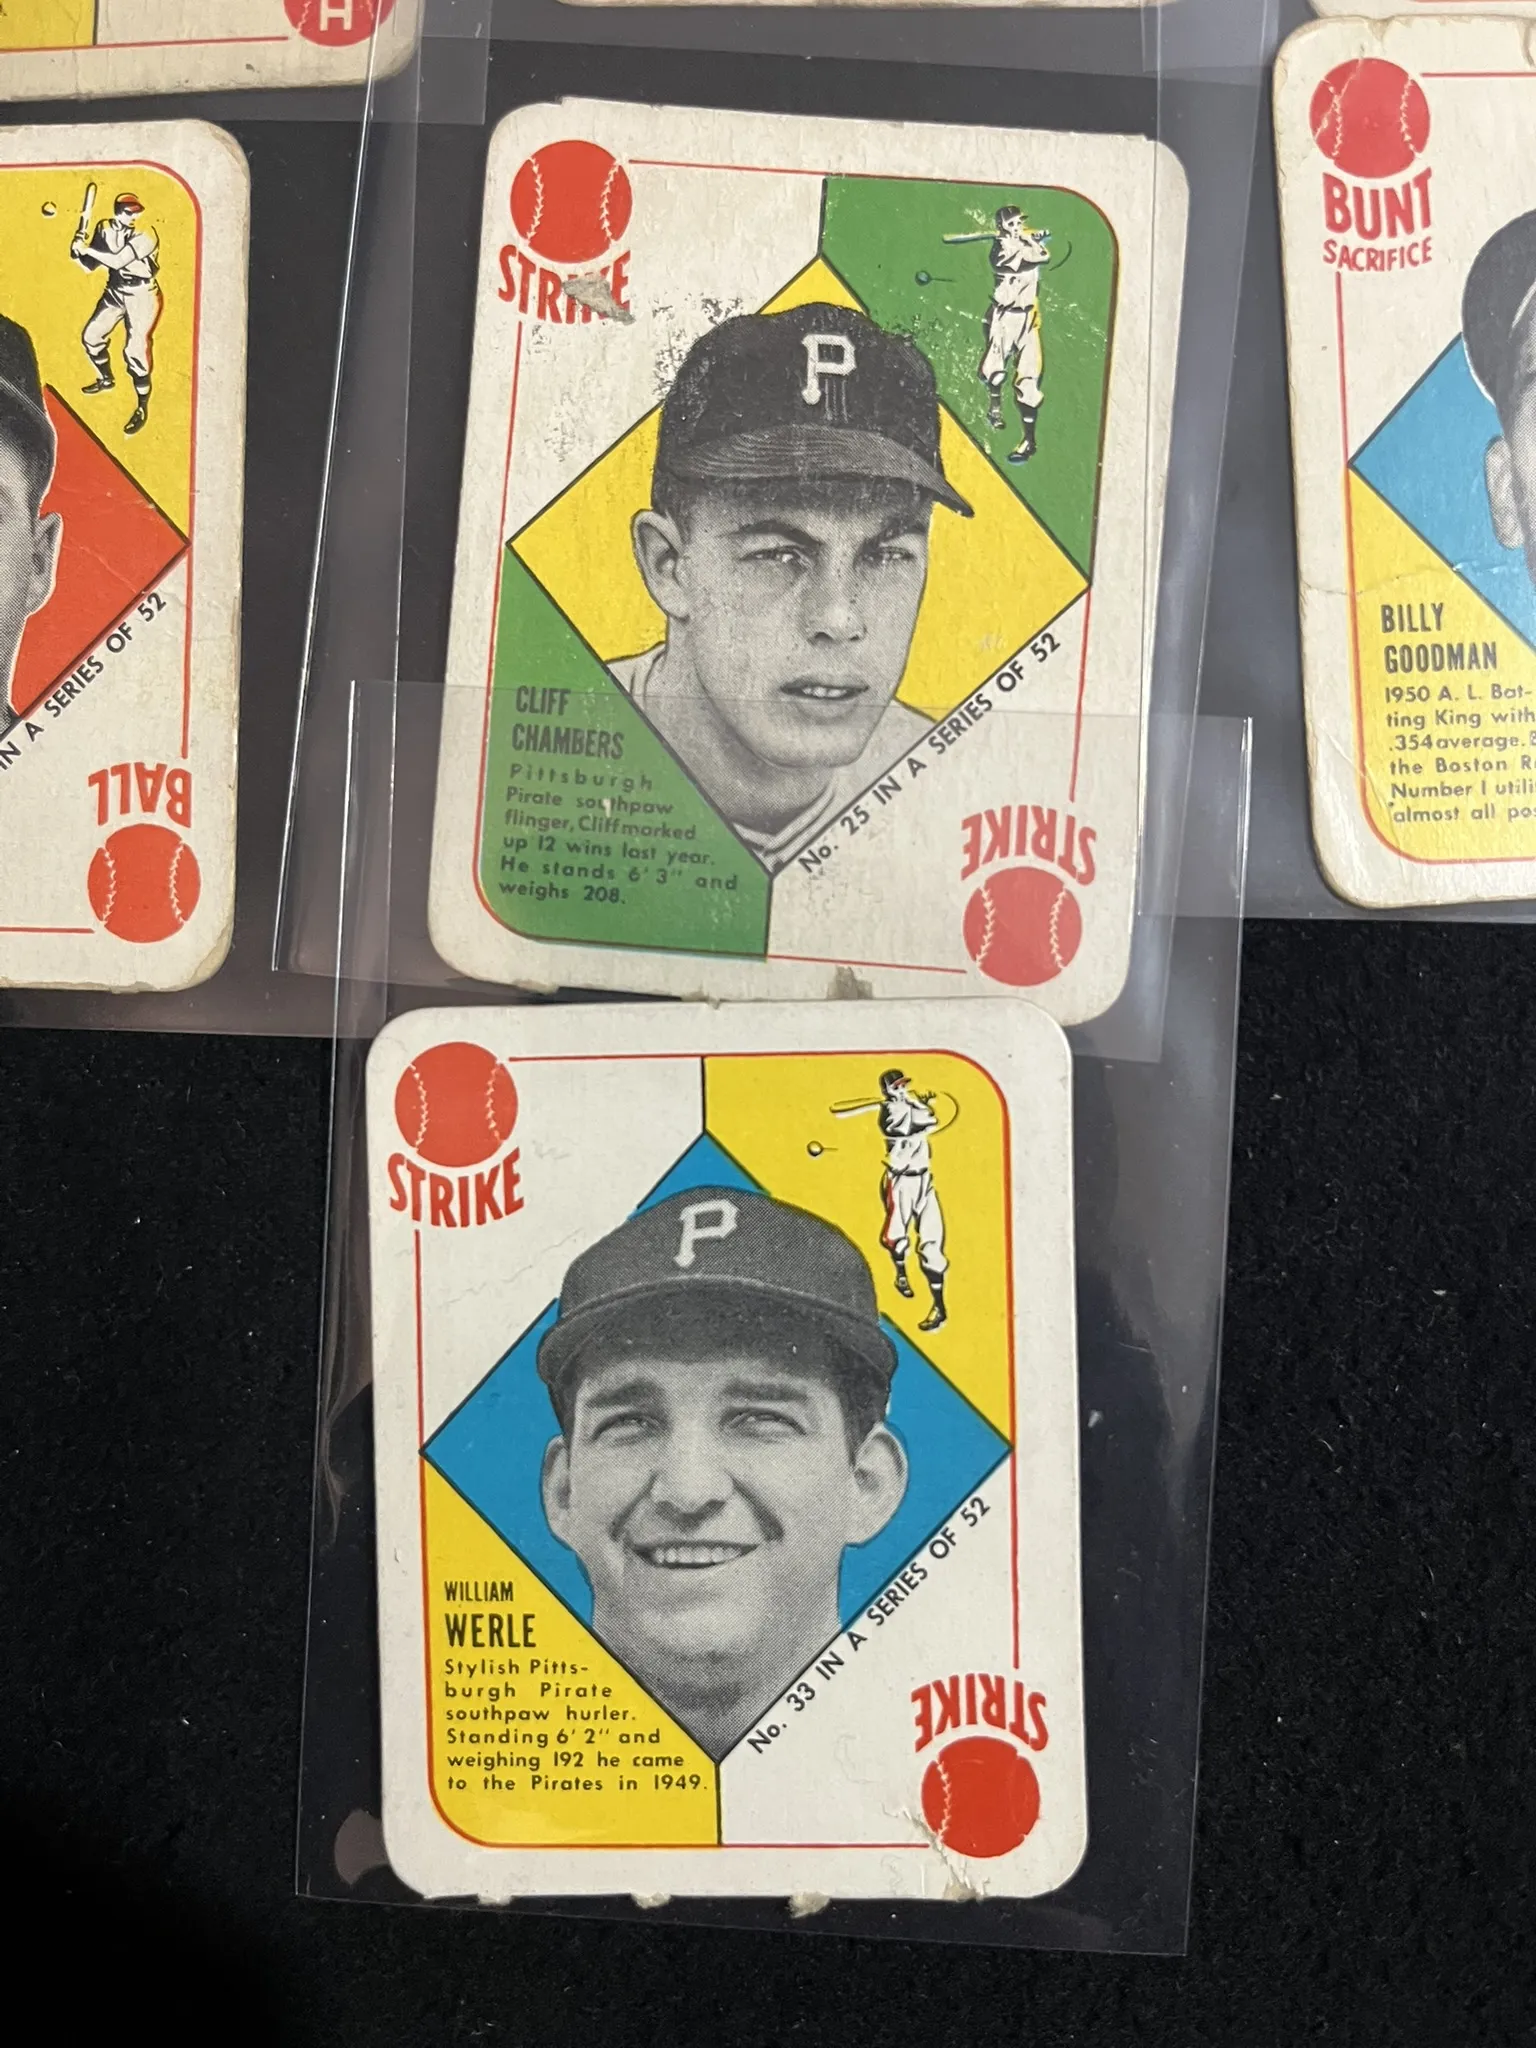 H
STRIKE
P
CLIFF
CHAMBERS
Pittsburgh
Pirate southpaw
flinger, Cliff marked
up 12 wins last year.
He stands 6' 3" and
weighs 208.
No. 25 IN A SERIES OF 52
STRIKE
IN A SERIES OF 52
BALL
BUNT
SACRIFICE
BILLY
GOODMAN
1950 A. L. Bat-
ting King with
.354 average.
the Boston
Number 1
almost all
STRIKE
P
WILLIAM
WERLE
Stylish Pitts-
burgh Pirate
southpaw hurler.
Standing 6' 2" and
weighing 192 he came
to the Pirates in 1949.
No. 33 IN A SERIES OF 52
STRIKE